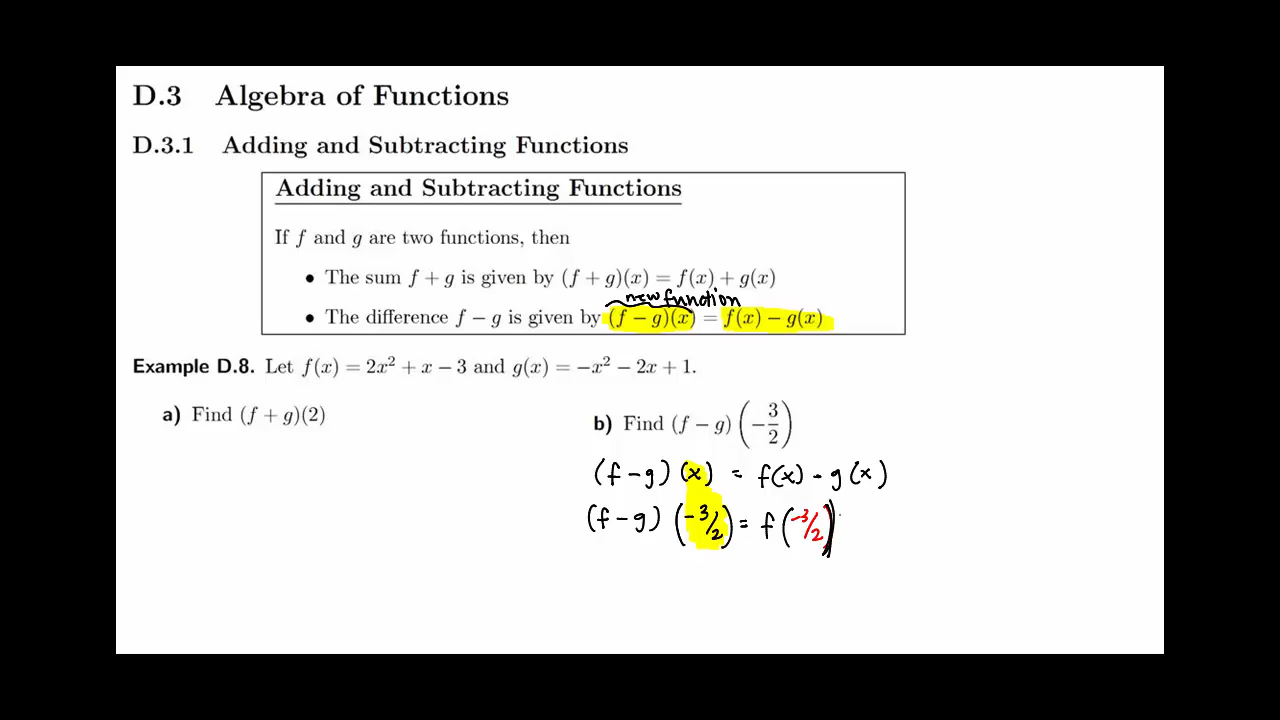 D.3 Algebra of Functions
D.3.1 Adding and Subtracting Functions
Adding and Subtracting Functions
If f and g are two functions, then
• The sum f + g is given by (f + g)(x) = f(x) + g(x)
new function
• The difference f − g is given by (f − g)(x) = f(x) − g(x)
Example D.8. Let f(x) = 2x² + x − 3 and g(x) = −x² − 2x + 1.
a) Find (f + g)(2)
b) Find (f − g)(−3/2)
(f − g)(x) = f(x) − g(x)
(f − g)(−3/2) = f(−3/2)